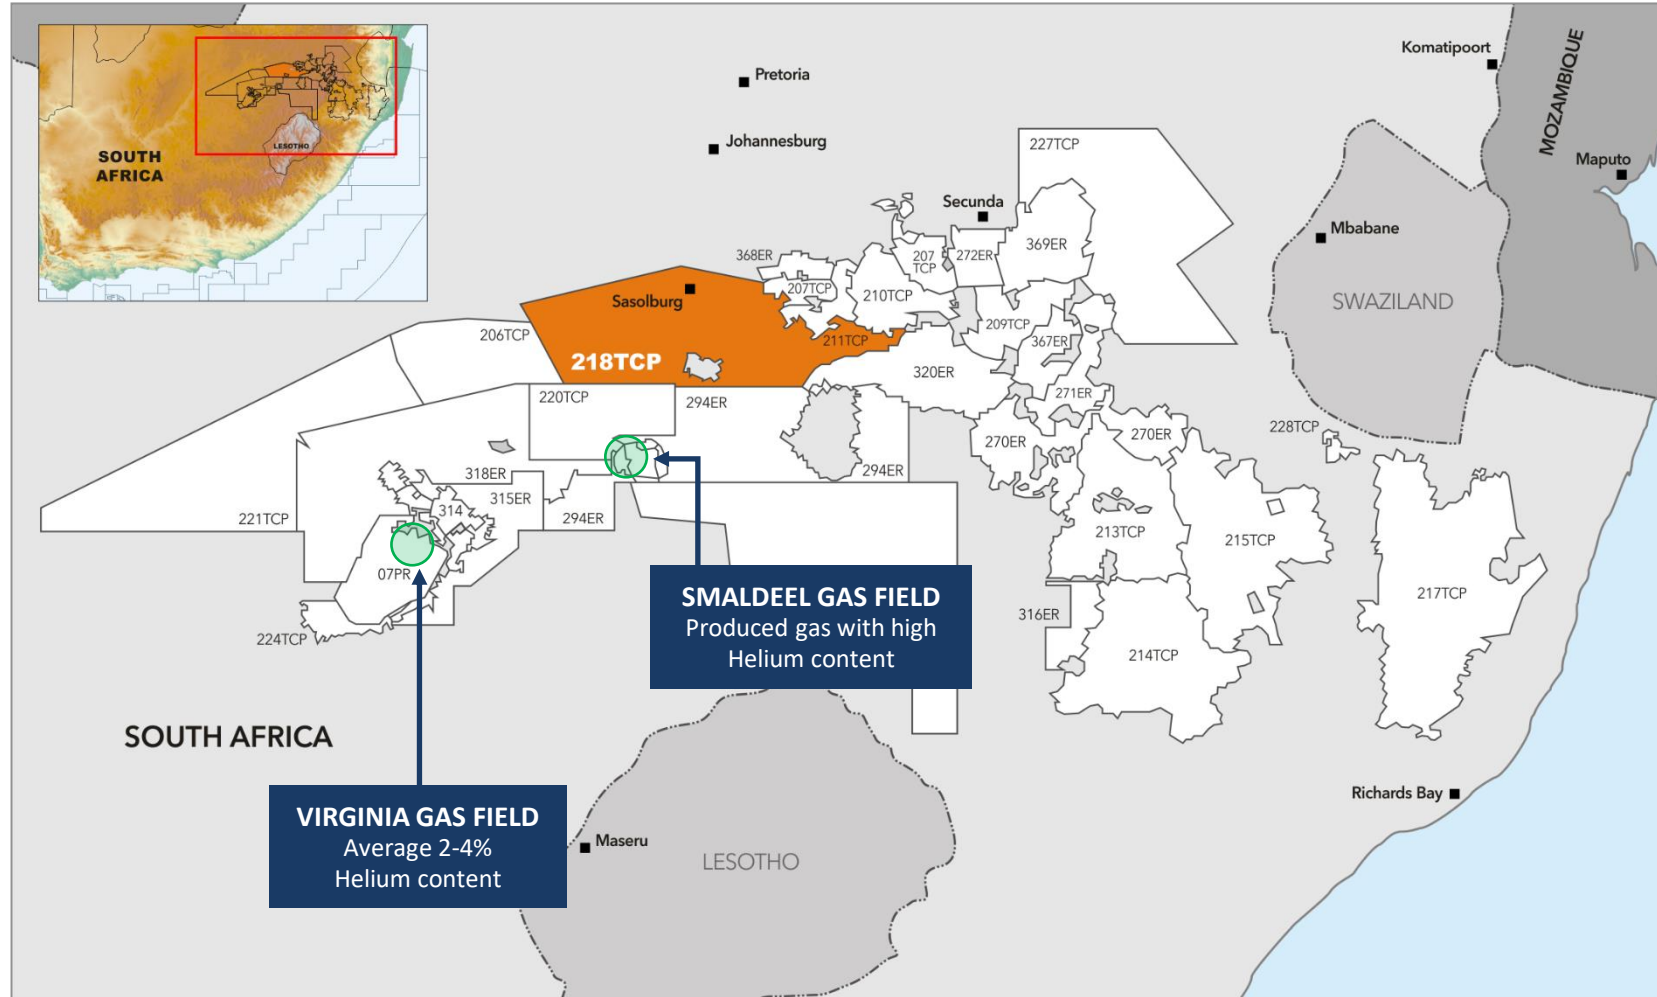 SOUTH
AFRICA
LESOTHO
Pretoria
Johannesburg
Komatipoort
MOZAMBIQUE
Maputo
227TCP
Secunda
Mbabane
368ER
207
TCP
272ER
369ER
207TCP
210TCP
Sasolburg
SWAZILAND
206TCP
211TCP
209TCP
367ER
218TCP
320ER
220TCP
294ER
271ER
270ER
270ER
228TCP
318ER
294ER
315ER
314
221TCP
294ER
213TCP
215TCP
07PR
217TCP
SMALDEEL GAS FIELD
Produced gas with high
Helium content
316ER
224TCP
214TCP
SOUTH AFRICA
Richards Bay
VIRGINIA GAS FIELD
Average 2-4%
Helium content
Maseru
LESOTHO